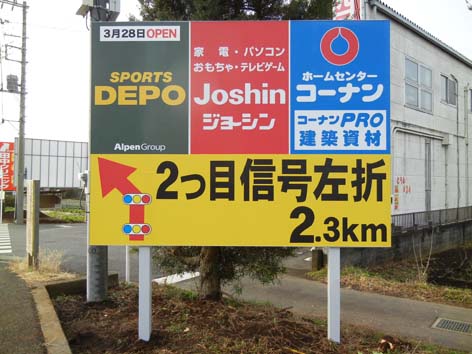 3月28日OPEN
SPORTS
DEPO
Alpen Group
家電・パソコン
おもちゃ・テレビゲーム
Joshin
ジョーシン
ホームセンター
コーナン
コーナンPRO
建築資材
2つ目信号左折
2.3km